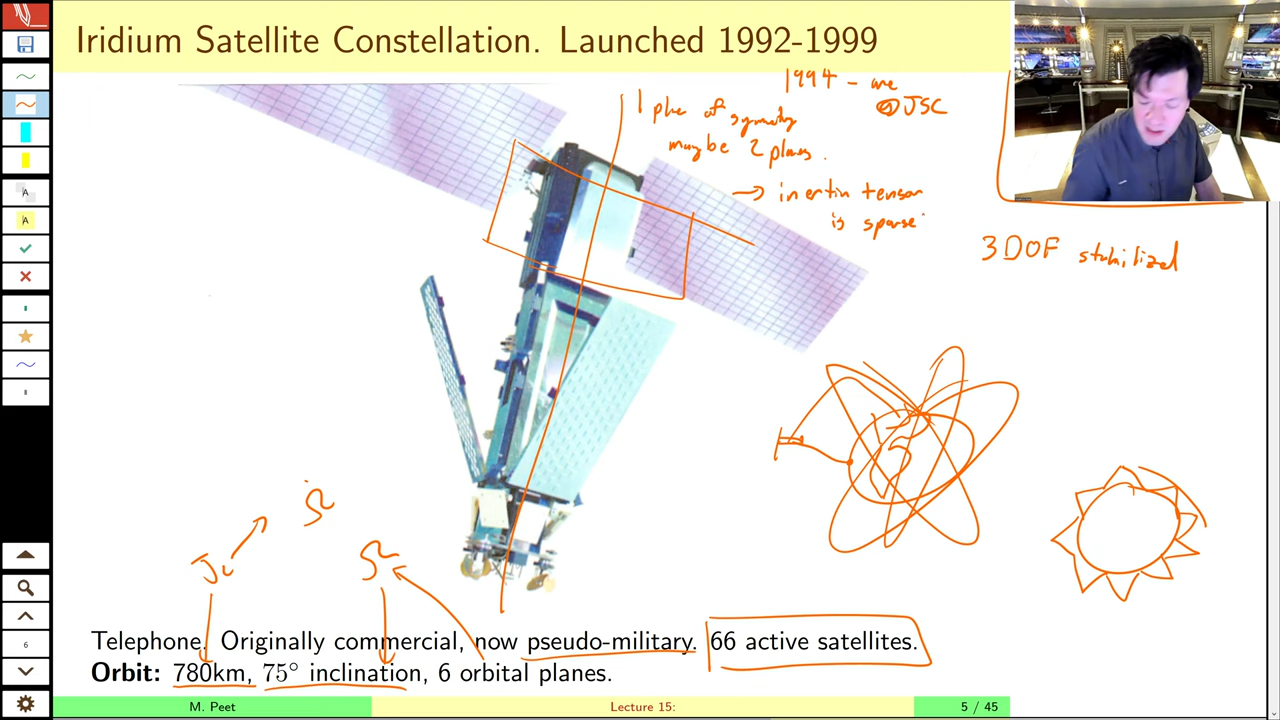 Iridium Satellite Constellation. Launched 1992-1999
1994 - are
@JSC
1 plane of symmetry
maybe 2 planes.
→ inertia tensor
is sparse
3DOF stabilized
Ω̇
J₂
Ω
Telephone. Originally commercial, now pseudo-military. 66 active satellites.
Orbit: 780km, 75° inclination, 6 orbital planes.
M. Peet
Lecture 15:
5 / 45
A
A
6